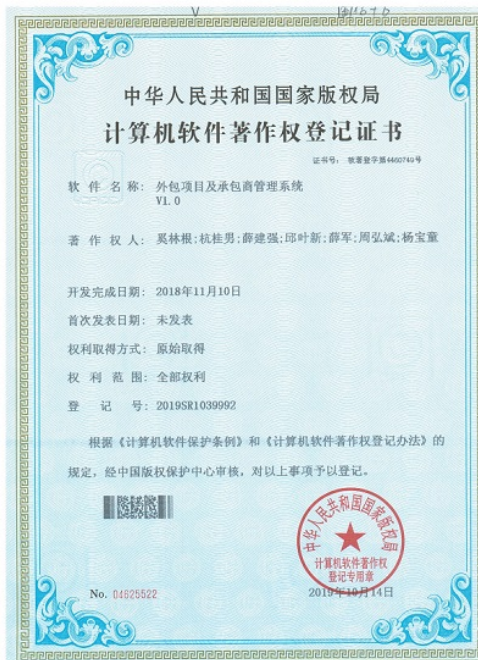 中华人民共和国国家版权局
计算机软件著作权登记证书
证书号: 软著登字第4460749号
软件名称: 外包项目及承包商管理系统
V1.0
著作权人: 奚林根;杭桂男;薛建强;邱叶新;薛军;周弘斌;杨宝童
开发完成日期: 2018年11月10日
首次发表日期: 未发表
权利取得方式: 原始取得
权利范围: 全部权利
登记号: 2019SR1039992
根据《计算机软件保护条例》和《计算机软件著作权登记办法》的
规定，经中国版权保护中心审核，对以上事项予以登记。
中华人民共和国国家版权局
计算机软件著作权
登记专用章
No. 04625522
2019年10月14日